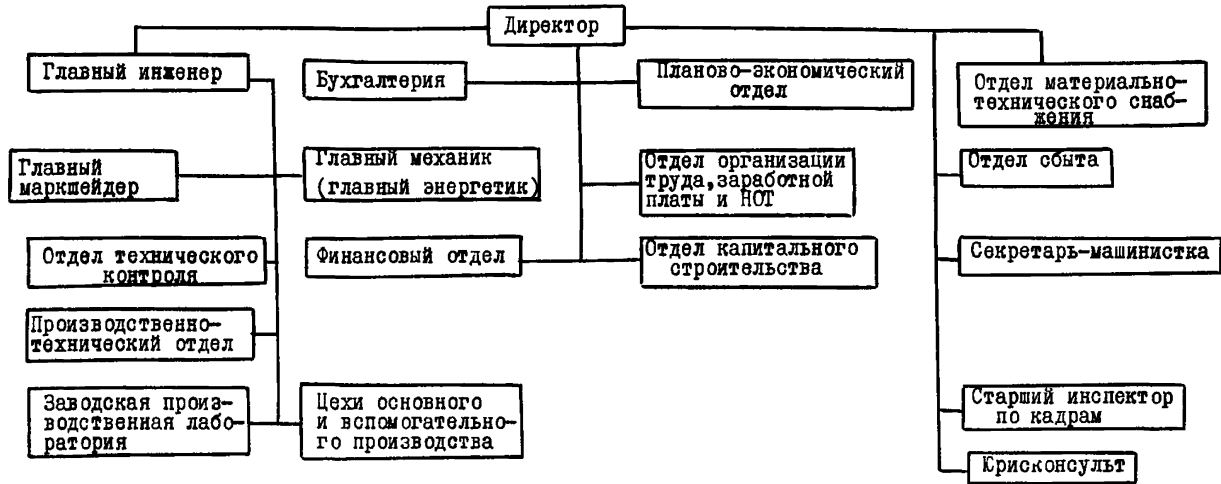 Директор
Главный инженер
Бухгалтерия
Планово-экономический
отдел
Отдел материально-
технического снаб-
жения
Главный
маркшейдер
Главный механик
(главный энергетик)
Отдел организации
труда,заработной
платы и НОТ
Отдел сбыта
Отдел технического
контроля
Финансовый отдел
Отдел капитального
строительства
Секретарь-машинистка
Производственно-
технический отдел
Заводская произ-
водственная лабо-
ратория
Цехи основного
и вспомогательно-
го производства
Старший инспектор
по кадрам
Юрисконсульт